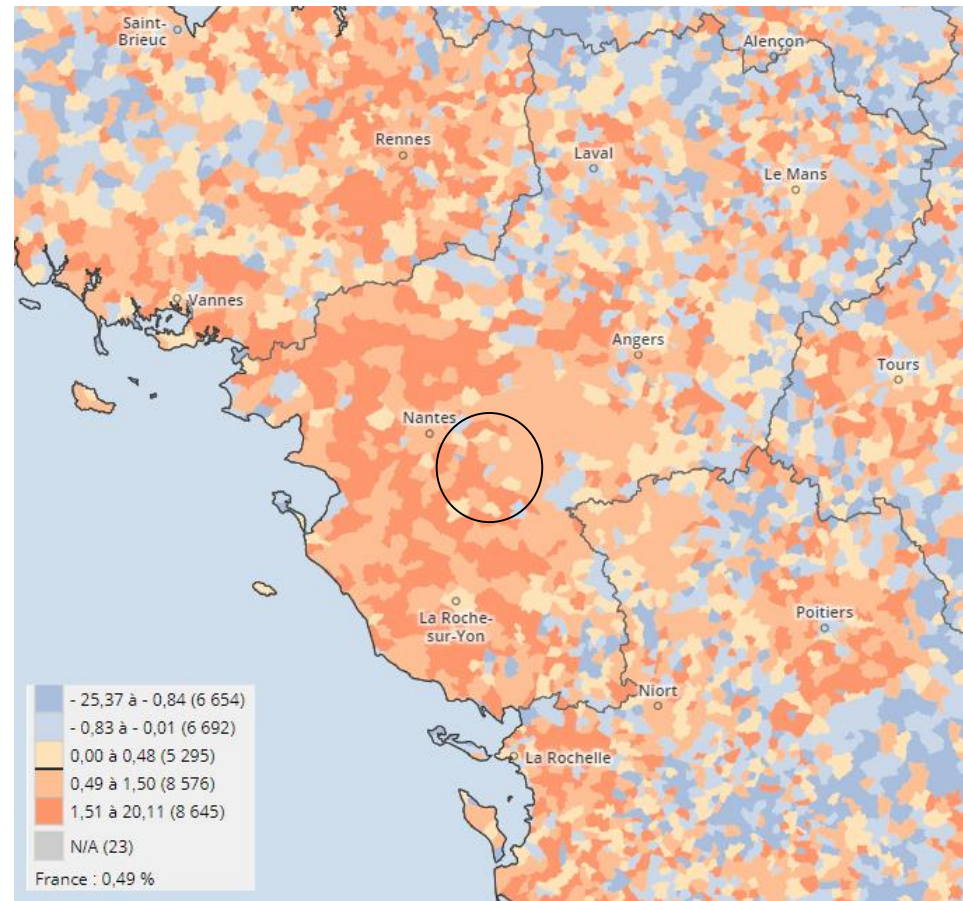 Saint-
Brieuc
Alençon
Rennes
Laval
Le Mans
Vannes
Angers
Tours
Nantes
La Roche-
sur-Yon
Poitiers
Niort
La Rochelle
- 25,37 à - 0,84 (6 654)
- 0,83 à - 0,01 (6 692)
0,00 à 0,48 (5 295)
0,49 à 1,50 (8 576)
1,51 à 20,11 (8 645)
N/A (23)
France : 0,49 %